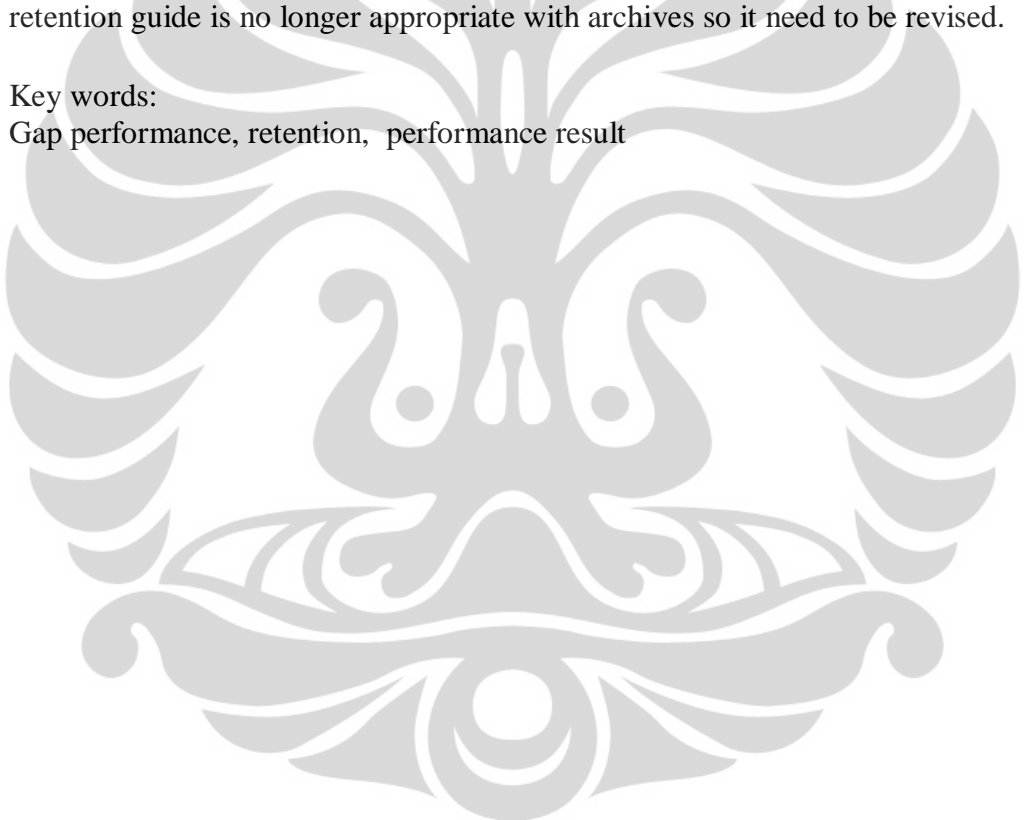 retention guide is no longer appropriate with archives so it need to be revised.
Key words:
Gap performance, retention,  performance result